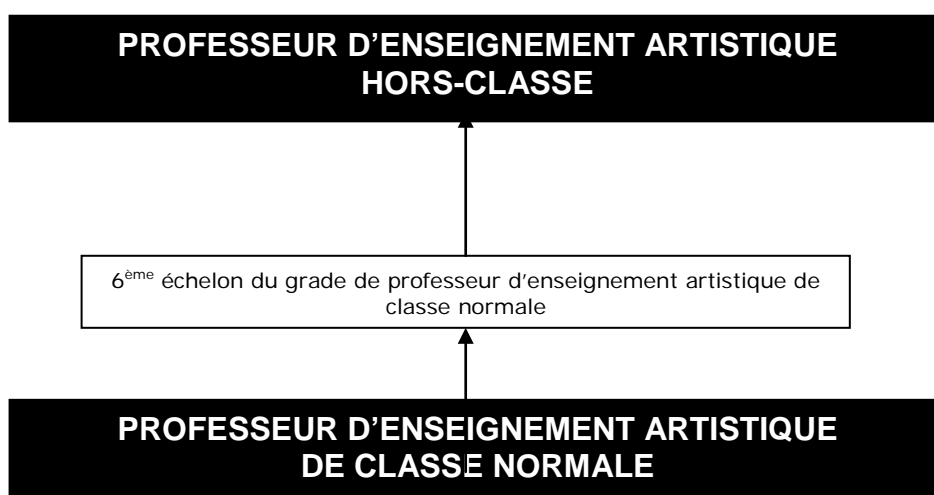 PROFESSEUR D’ENSEIGNEMENT ARTISTIQUE
HORS-CLASSE
6ème échelon du grade de professeur d'enseignement artistique de
classe normale
PROFESSEUR D’ENSEIGNEMENT ARTISTIQUE
DE CLASSE NORMALE